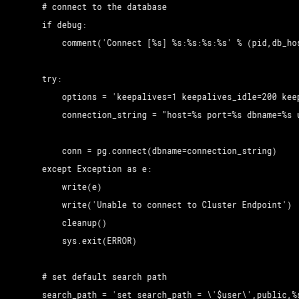 # connect to the database
if debug:
comment('Connect [%s] %s:%s:%s:%s' % (pid,db_hos
try:
options = 'keepalives=1 keepalives_idle=200 keep
connection_string = "host=%s port=%s dbname=%s u
conn = pg.connect(dbname=connection_string)
except Exception as e:
write(e)
write('Unable to connect to Cluster Endpoint')
cleanup()
sys.exit(ERROR)
# set default search path
search_path = 'set search_path = \'$user\',public,%s